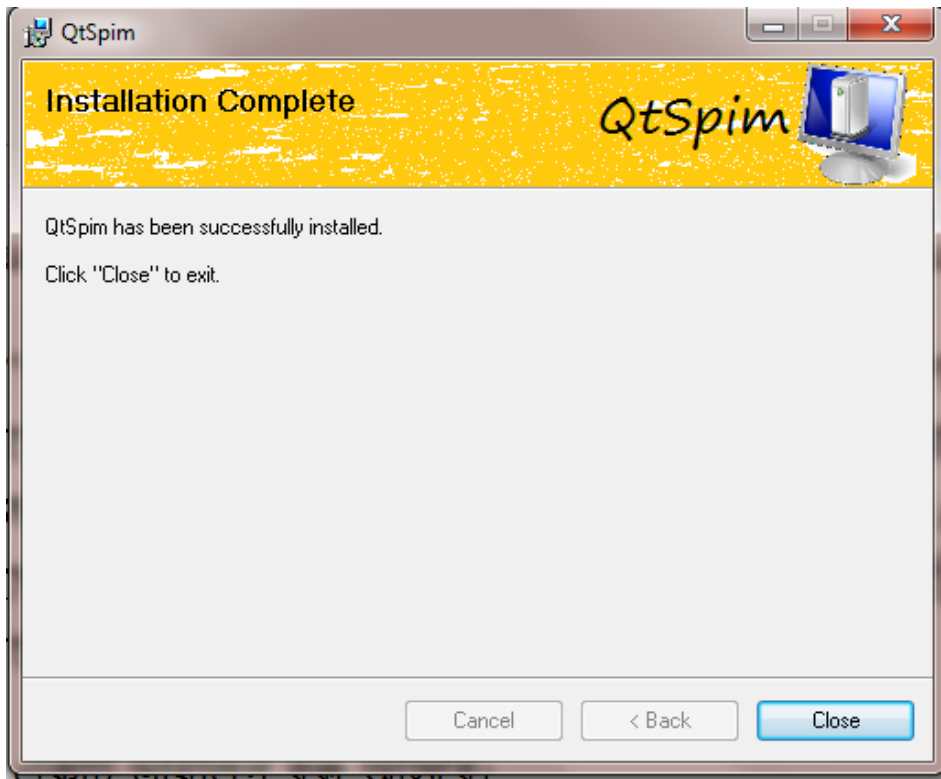 QtSpim
Installation Complete
QtSpim
QtSpim has been successfully installed.
Click "Close" to exit.
Cancel
< Back
Close